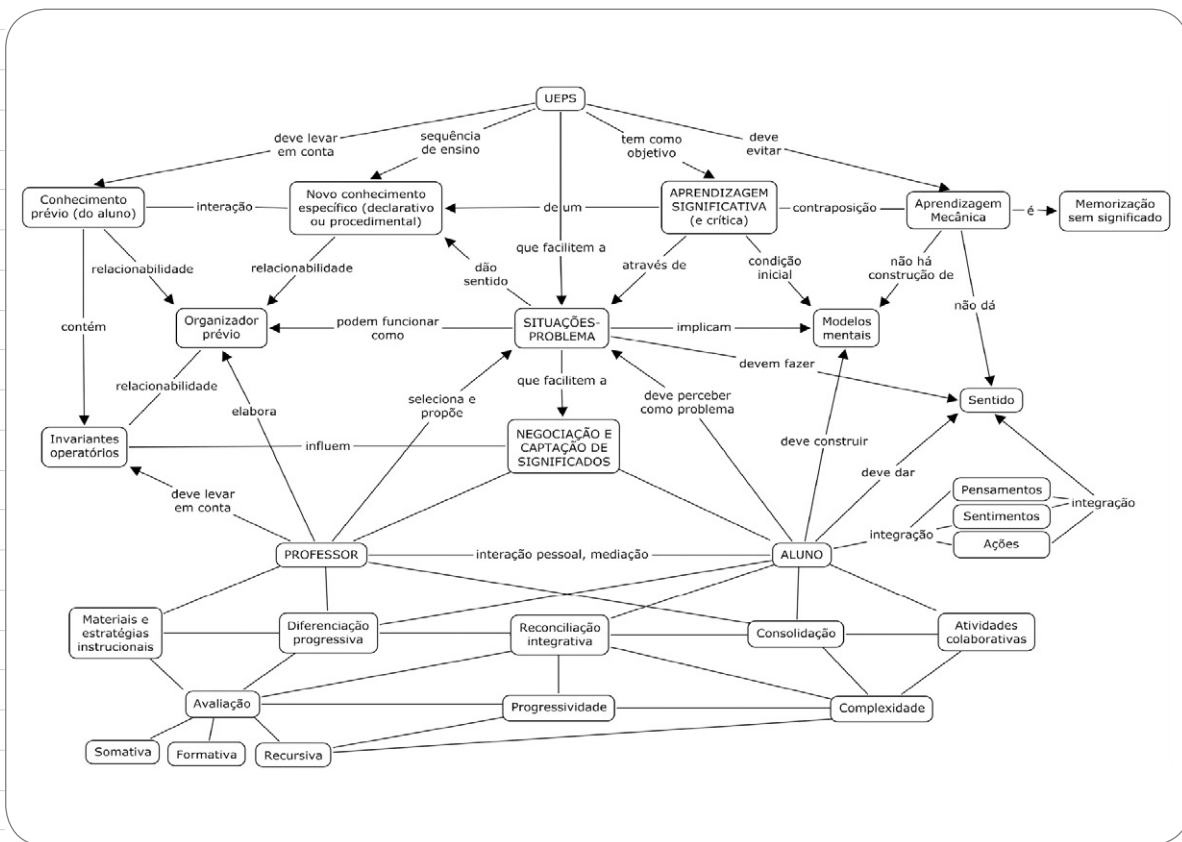 UEPS
deve levar
em conta
sequência
de ensino
tem como
objetivo
deve
evitar
Conhecimento
prévio (do aluno)
interação
Novo conhecimento
específico (declarativo
ou procedimental)
de um
APRENDIZAGEM
SIGNIFICATIVA
(e crítica)
contraposição
Aprendizagem
Mecânica
é
Memorização
sem significado
que facilitem a
relacionabilidade
relacionabilidade
dão
sentido
através de
condição
inicial
não há
construção de
não dá
contém
Organizador
prévio
podem funcionar
como
SITUAÇÕES-
PROBLEMA
implicam
Modelos
mentais
devem fazer
relacionabilidade
que facilitem a
elabora
seleciona e
propõe
deve perceber
como problema
Sentido
Invariantes
operatórios
influem
NEGOCIAÇÃO E
CAPTAÇÃO DE
SIGNIFICADOS
deve construir
deve dar
deve levar
em conta
Pensamentos
Sentimentos
Ações
integração
integração
PROFESSOR
interação pessoal, mediação
ALUNO
Materiais e
estratégias
instrucionais
Diferenciação
progressiva
Reconciliação
integrativa
Consolidação
Atividades
colaborativas
Avaliação
Progressividade
Complexidade
Somativa
Formativa
Recursiva